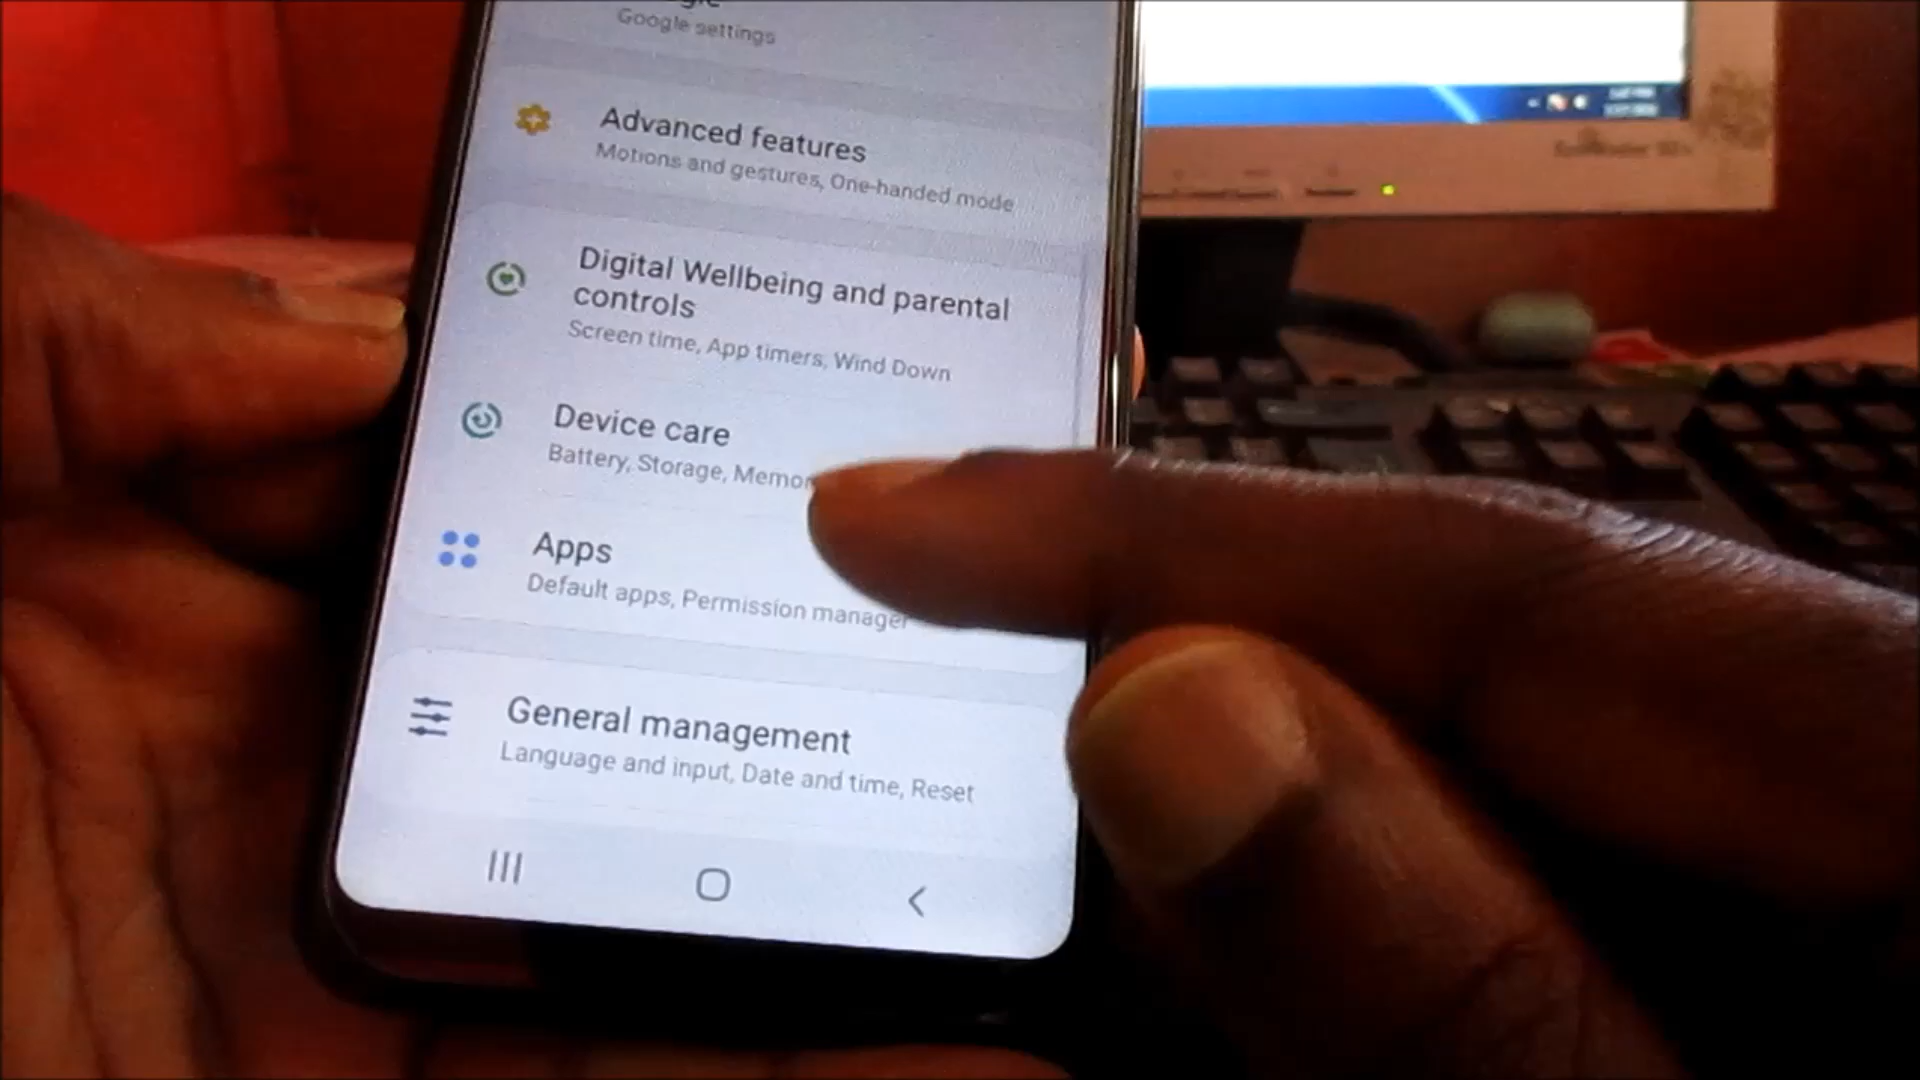 Google settings
Advanced features
Motions and gestures, One-handed mode
Digital Wellbeing and parental
controls
Screen time, App timers, Wind Down
Device care
Battery, Storage, Memor
Apps
Default apps, Permission manager
General management
Language and input, Date and time, Reset